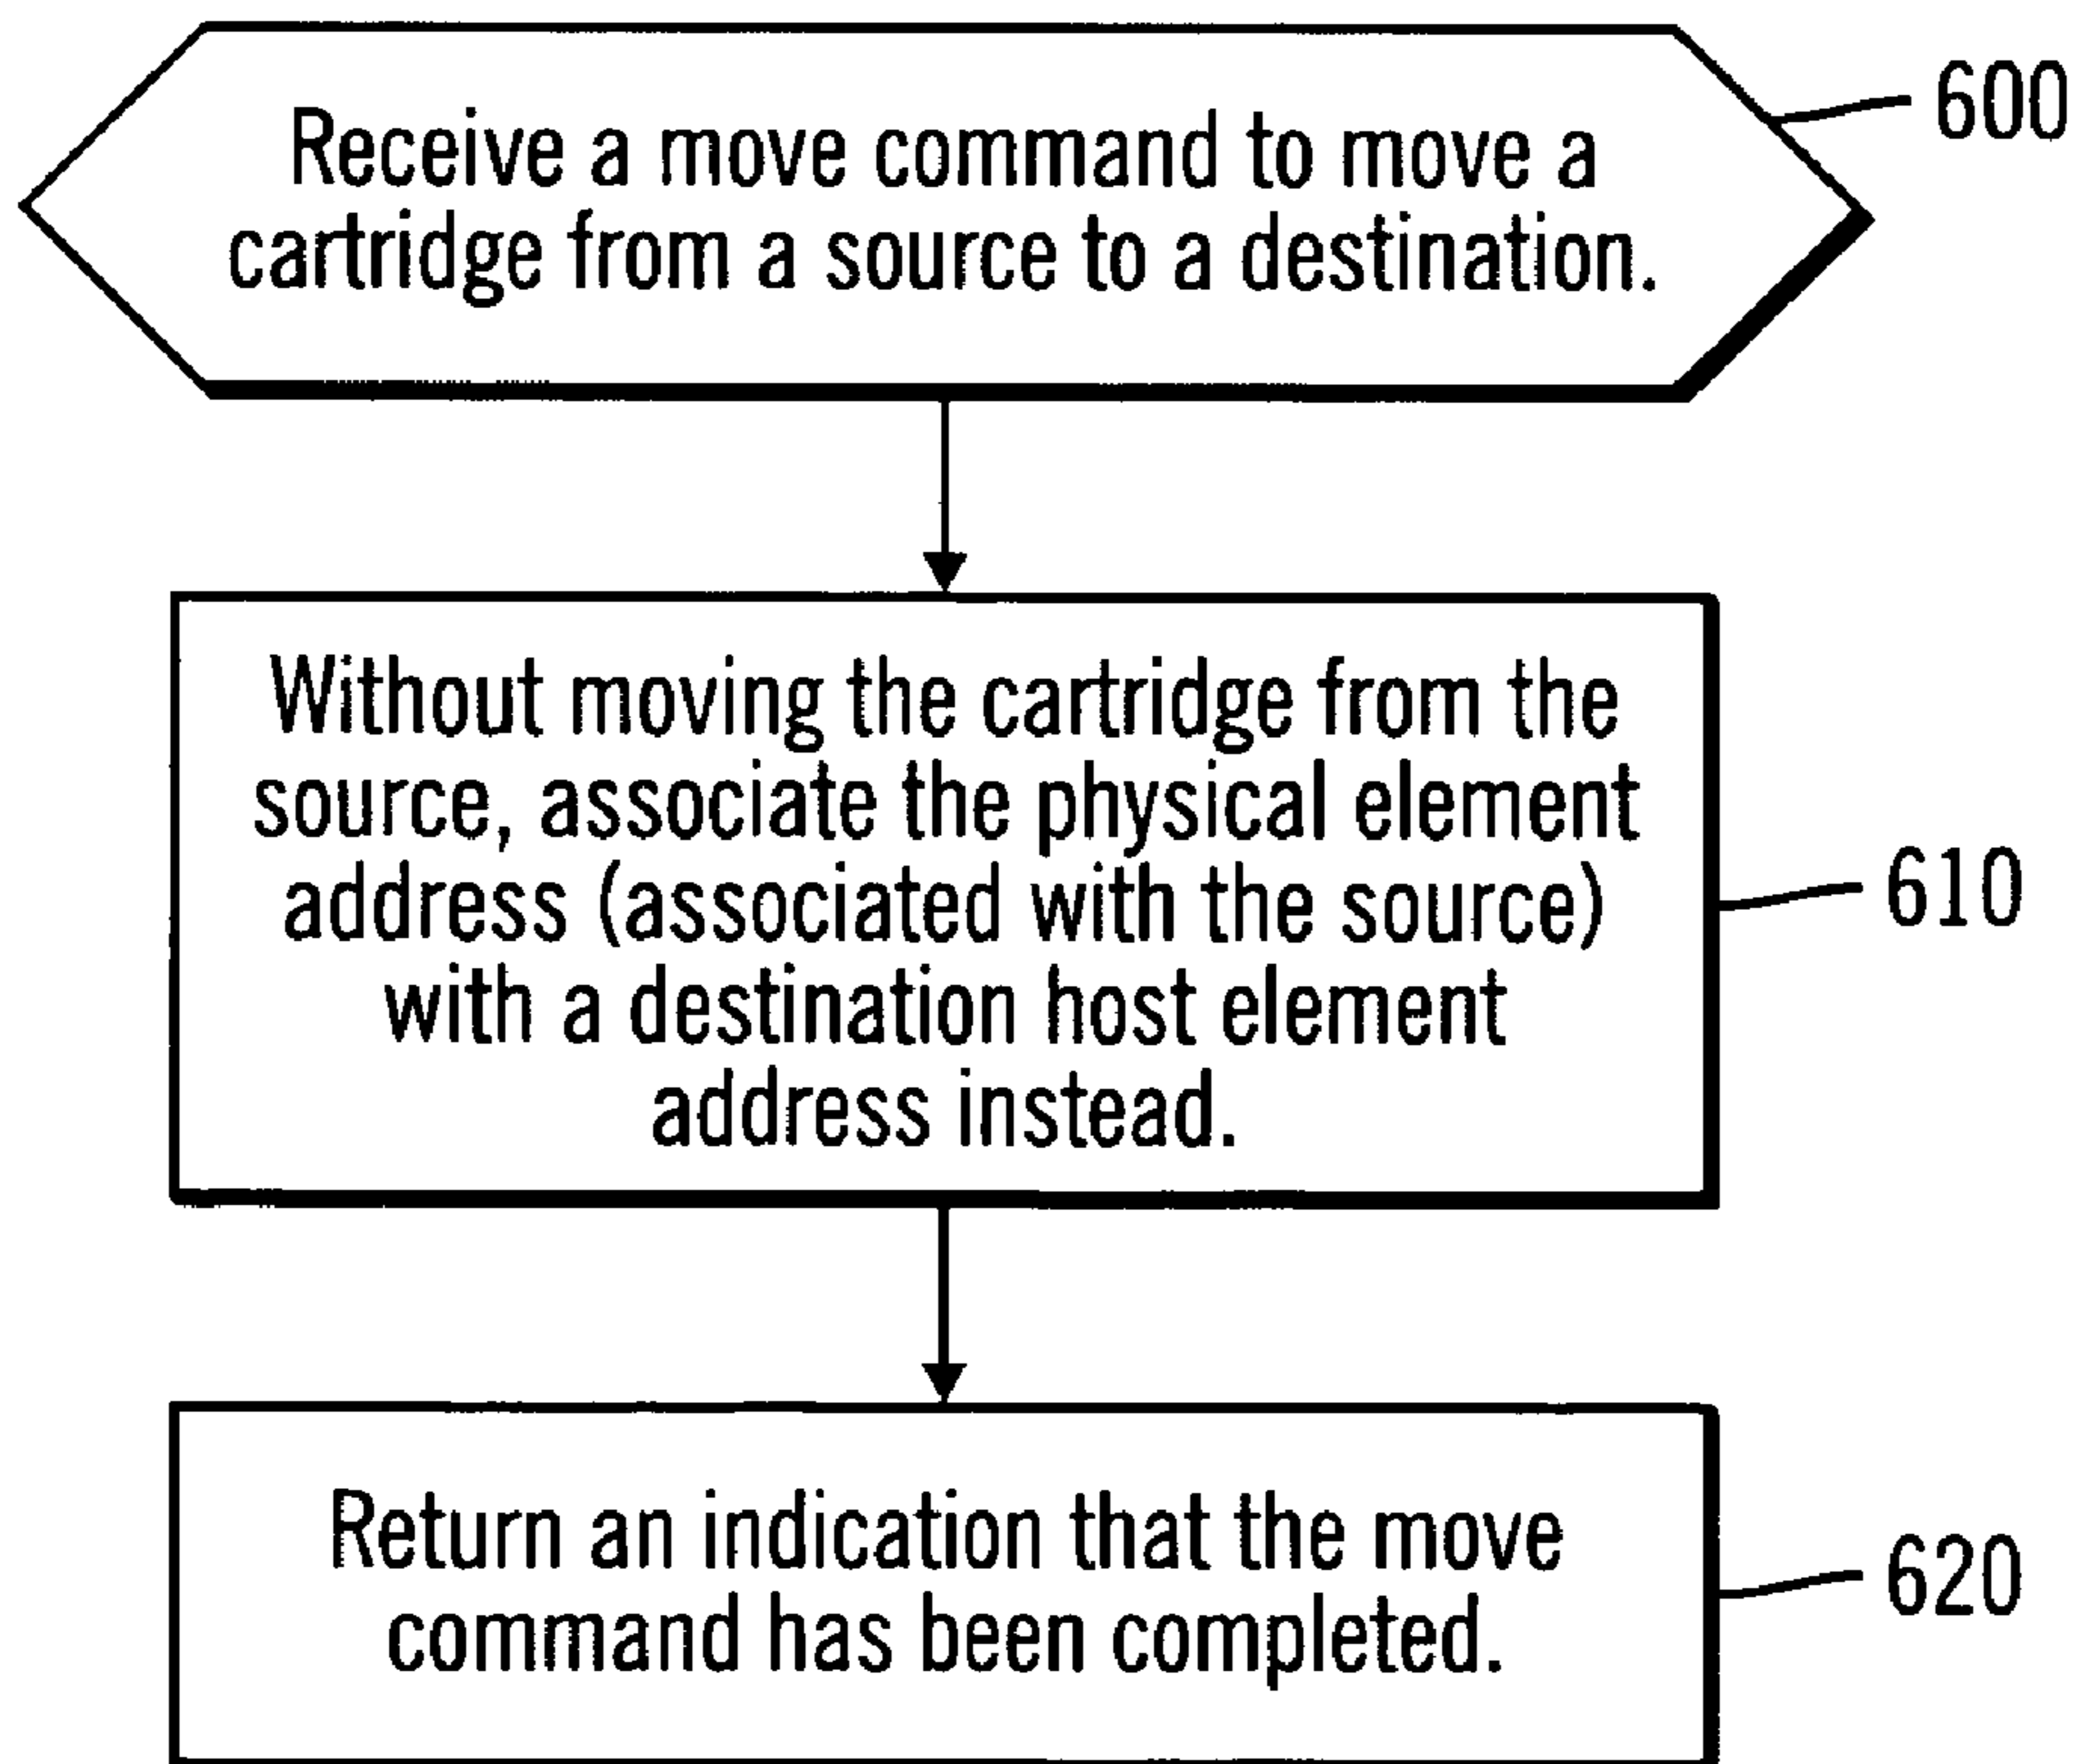 Receive a move command to move a
cartridge from a source to a destination.
600
Without moving the cartridge from the
source, associate the physical element
address (associated with the source)
with a destination host element
address instead.
610
Return an indication that the move
command has been completed.
620